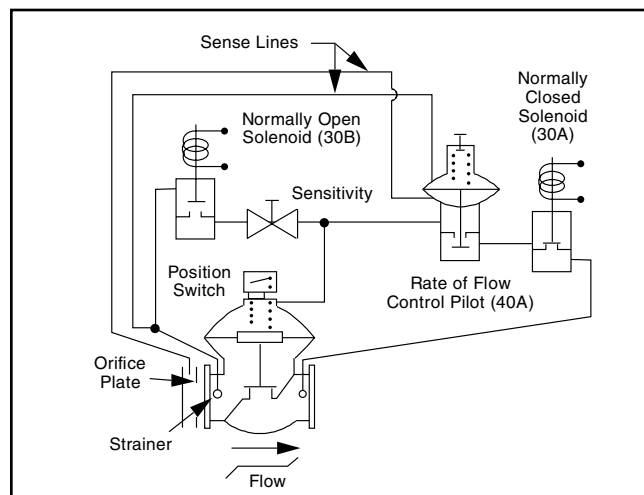 Sense Lines
Normally
Closed
Solenoid
(30A)
Normally Open
Solenoid (30B)
Sensitivity
Position
Switch
Rate of Flow
Control Pilot (40A)
Orifice
Plate
Strainer
Flow